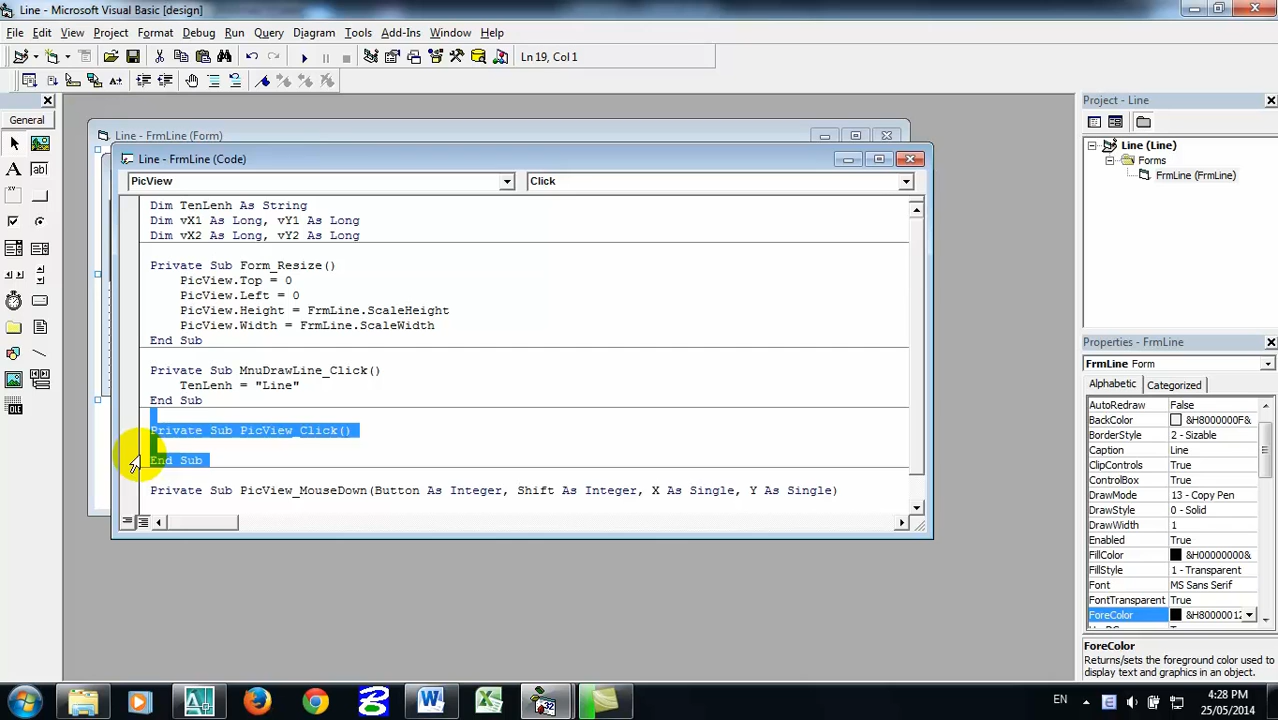 Line - Microsoft Visual Basic [design]
File Edit View Project Format Debug Run Query Diagram Tools Add-Ins Window Help
Ln 19, Col 1
General
Project - Line
Line (Line)
Forms
FrmLine (FrmLine)
Line - FrmLine (Form)
Line - FrmLine (Code)
PicView Click
Dim TenLenh As String
Dim vX1 As Long, vY1 As Long
Dim vX2 As Long, vY2 As Long
Private Sub Form_Resize()
PicView.Top = 0
PicView.Left = 0
PicView.Height = FrmLine.ScaleHeight
PicView.Width = FrmLine.ScaleWidth
End Sub
Private Sub MnuDrawLine_Click()
TenLenh = "Line"
End Sub
Private Sub PicView_Click()
End Sub
Private Sub PicView_MouseDown(Button As Integer, Shift As Integer, X As Single, Y As Single)
Properties - FrmLine
FrmLine Form
Alphabetic Categorized
AutoRedraw False
BackColor &H8000000F&
BorderStyle 2 - Sizable
Caption Line
ClipControls True
ControlBox True
DrawMode 13 - Copy Pen
DrawStyle 0 - Solid
DrawWidth 1
Enabled True
FillColor &H00000000&
FillStyle 1 - Transparent
Font MS Sans Serif
FontTransparent True
ForeColor &H80000012
ForeColor
Returns/sets the foreground color used to
display text and graphics in an object.
EN
4:28 PM
25/05/2014